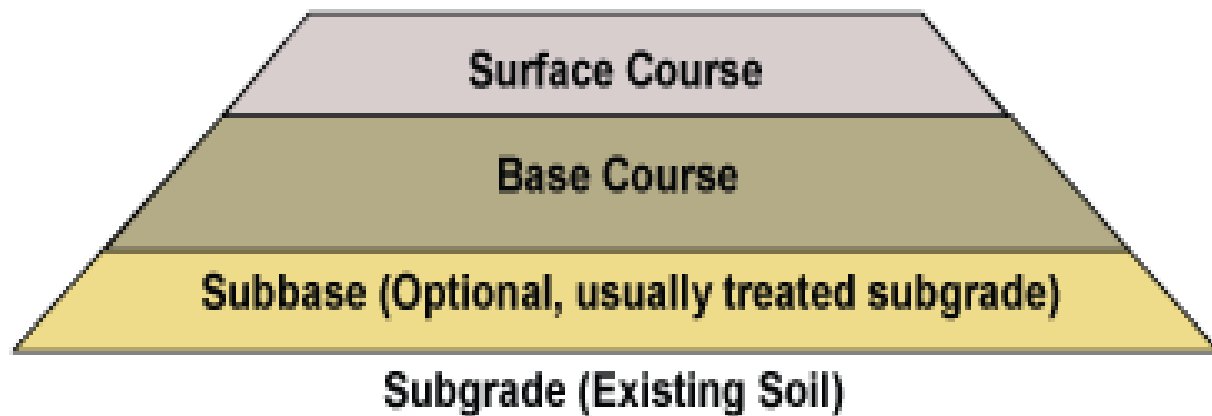 Surface Course
Base Course
Subbase (Optional, usually treated subgrade)
Subgrade (Existing Soil)